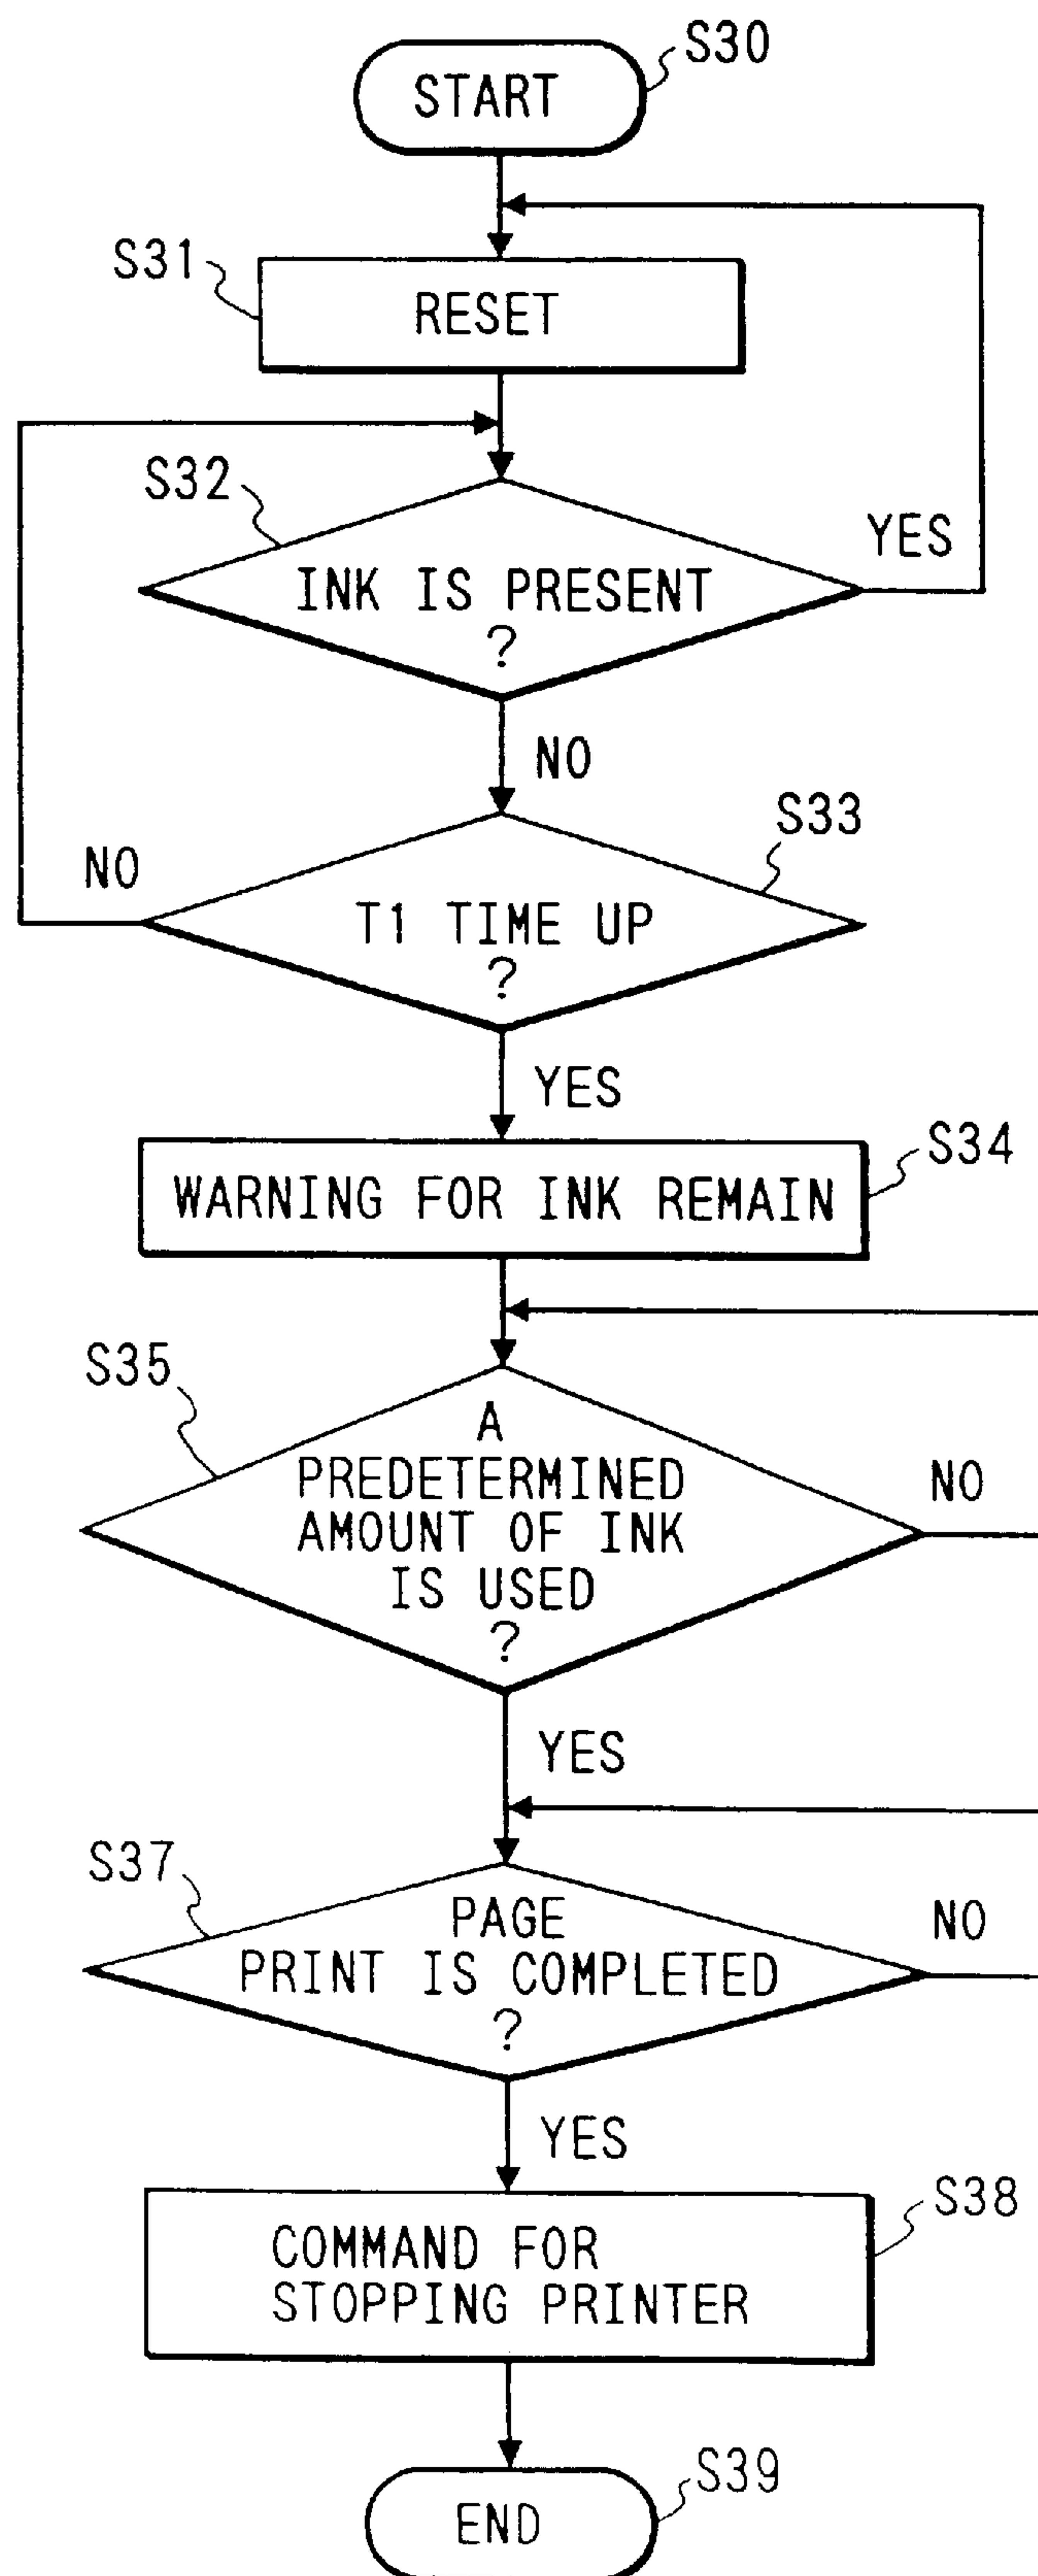 S30
START
S31
RESET
S32
YES
INK IS PRESENT
?
NO
S33
NO
T1 TIME UP
?
YES
S34
WARNING FOR INK REMAIN
S35
A
PREDETERMINED
AMOUNT OF INK
IS USED
?
NO
YES
S37
PAGE
PRINT IS COMPLETED
?
NO
YES
S38
COMMAND FOR
STOPPING PRINTER
S39
END